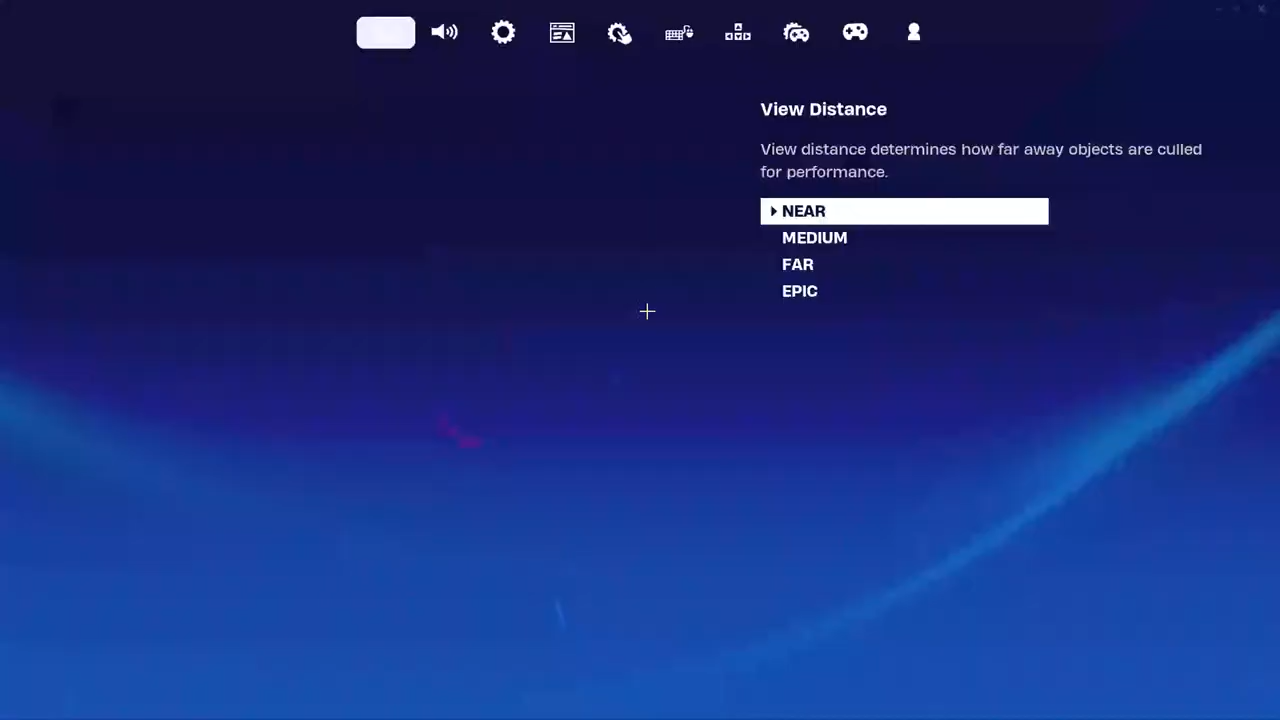 View Distance
View distance determines how far away objects are culled
for performance.
NEAR
MEDIUM
FAR
EPIC